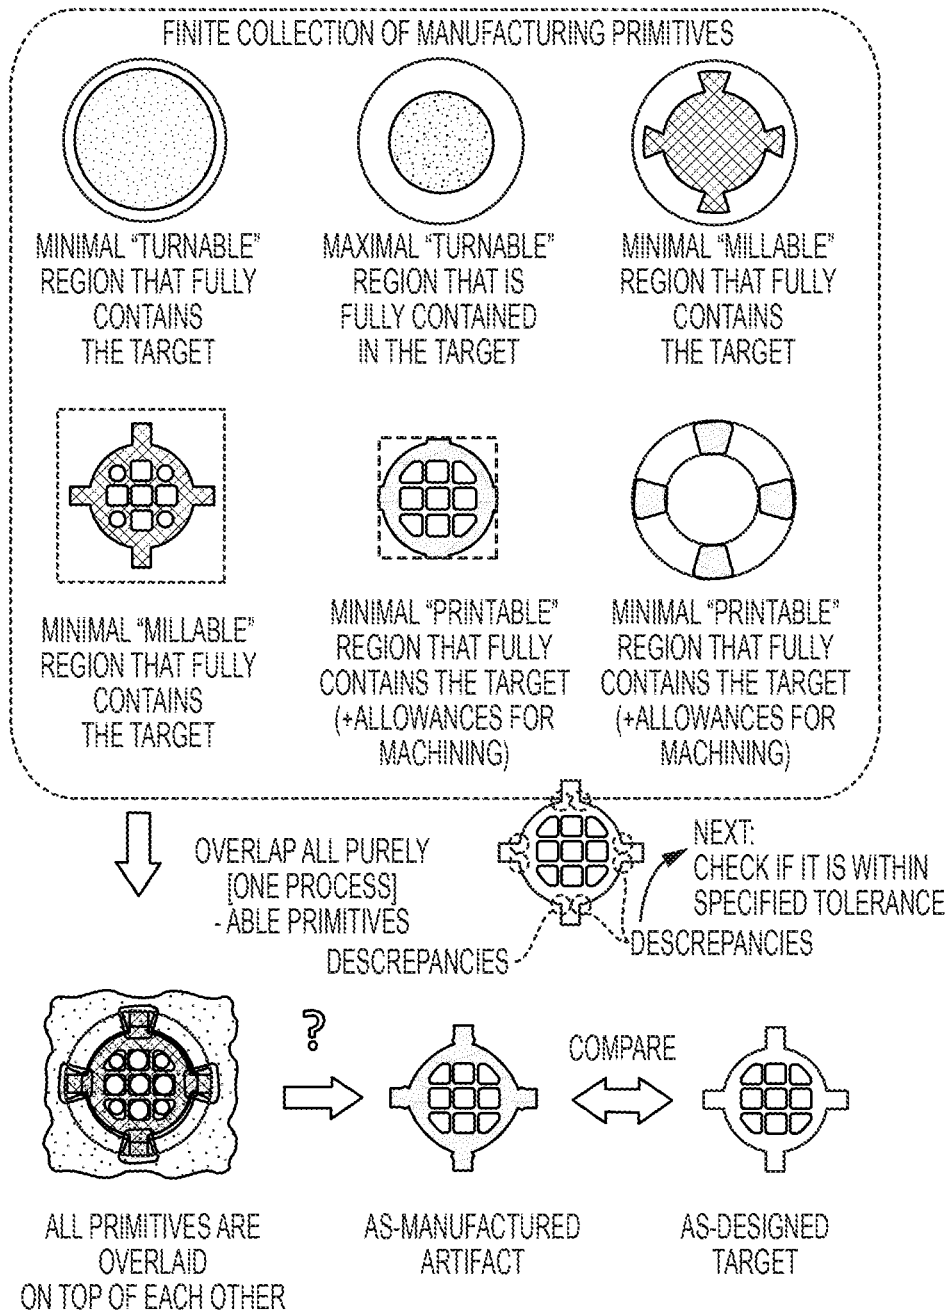 FINITE COLLECTION OF MANUFACTURING PRIMITIVES
MINIMAL “TURNABLE”
REGION THAT FULLY
CONTAINS
THE TARGET
MAXIMAL “TURNABLE”
REGION THAT IS
FULLY CONTAINED
IN THE TARGET
MINIMAL “MILLABLE”
REGION THAT FULLY
CONTAINS
THE TARGET
MINIMAL “MILLABLE”
REGION THAT FULLY
CONTAINS
THE TARGET
MINIMAL “PRINTABLE”
REGION THAT FULLY
CONTAINS THE TARGET
(+ALLOWANCES FOR
MACHINING)
MINIMAL “PRINTABLE”
REGION THAT FULLY
CONTAINS THE TARGET
(+ALLOWANCES FOR
MACHINING)
OVERLAP ALL PURELY
[ONE PROCESS]
- ABLE PRIMITIVES
NEXT:
CHECK IF IT IS WITHIN
SPECIFIED TOLERANCE
DESCREPANCIES
DESCREPANCIES
?
COMPARE
ALL PRIMITIVES ARE
OVERLAID
ON TOP OF EACH OTHER
AS-MANUFACTURED
ARTIFACT
AS-DESIGNED
TARGET